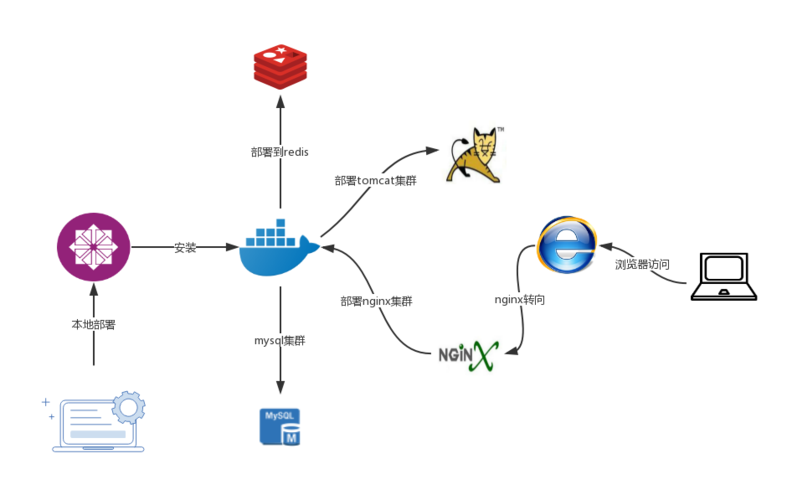 部署到redis
TM
部署tomcat集群
安装
浏览器访问
部署nginx集群
nginx转向
本地部署
mysql集群
NGiNX
MySQL
M